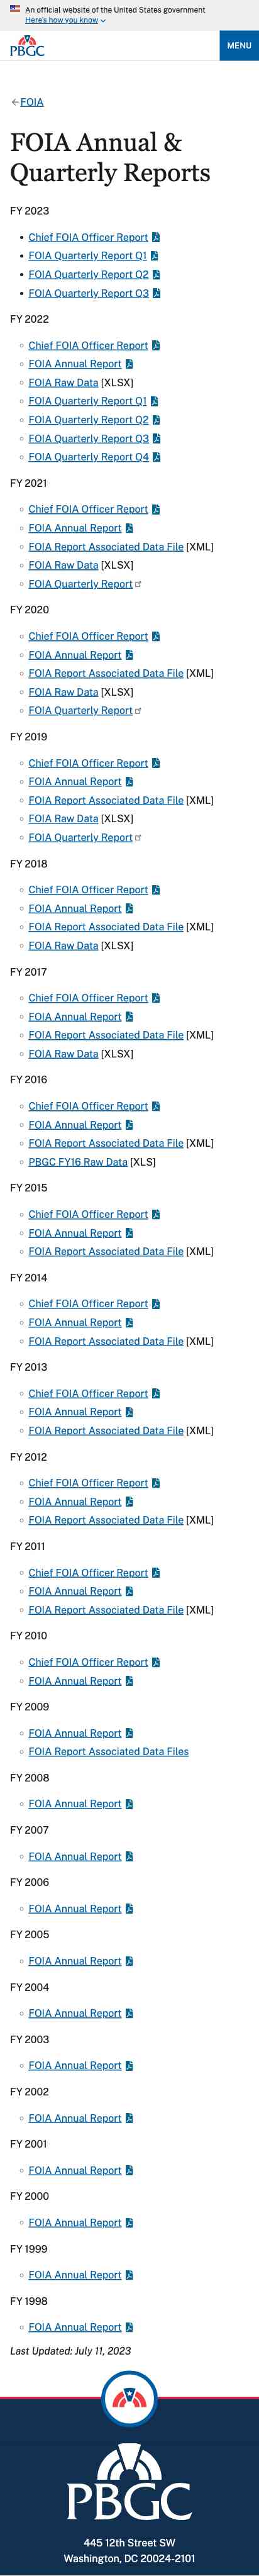 An official website of the United States government
Here's how you know
PBGC
MENU
FOIA
FOIA Annual &
Quarterly Reports
FY 2023
Chief FOIA Officer Report
FOIA Quarterly Report Q1
FOIA Quarterly Report Q2
FOIA Quarterly Report Q3
FY 2022
Chief FOIA Officer Report
FOIA Annual Report
FOIA Raw Data [XLSX]
FOIA Quarterly Report Q1
FOIA Quarterly Report Q2
FOIA Quarterly Report Q3
FOIA Quarterly Report Q4
FY 2021
Chief FOIA Officer Report
FOIA Annual Report
FOIA Report Associated Data File [XML]
FOIA Raw Data [XLSX]
FOIA Quarterly Report
FY 2020
Chief FOIA Officer Report
FOIA Annual Report
FOIA Report Associated Data File [XML]
FOIA Raw Data [XLSX]
FOIA Quarterly Report
FY 2019
Chief FOIA Officer Report
FOIA Annual Report
FOIA Report Associated Data File [XML]
FOIA Raw Data [XLSX]
FOIA Quarterly Report
FY 2018
Chief FOIA Officer Report
FOIA Annual Report
FOIA Report Associated Data File [XML]
FOIA Raw Data [XLSX]
FY 2017
Chief FOIA Officer Report
FOIA Annual Report
FOIA Report Associated Data File [XML]
FOIA Raw Data [XLSX]
FY 2016
Chief FOIA Officer Report
FOIA Annual Report
FOIA Report Associated Data File [XML]
PBGC FY16 Raw Data [XLS]
FY 2015
Chief FOIA Officer Report
FOIA Annual Report
FOIA Report Associated Data File [XML]
FY 2014
Chief FOIA Officer Report
FOIA Annual Report
FOIA Report Associated Data File [XML]
FY 2013
Chief FOIA Officer Report
FOIA Annual Report
FOIA Report Associated Data File [XML]
FY 2012
Chief FOIA Officer Report
FOIA Annual Report
FOIA Report Associated Data File [XML]
FY 2011
Chief FOIA Officer Report
FOIA Annual Report
FOIA Report Associated Data File [XML]
FY 2010
Chief FOIA Officer Report
FOIA Annual Report
FY 2009
FOIA Annual Report
FOIA Report Associated Data Files
FY 2008
FOIA Annual Report
FY 2007
FOIA Annual Report
FY 2006
FOIA Annual Report
FY 2005
FOIA Annual Report
FY 2004
FOIA Annual Report
FY 2003
FOIA Annual Report
FY 2002
FOIA Annual Report
FY 2001
FOIA Annual Report
FY 2000
FOIA Annual Report
FY 1999
FOIA Annual Report
FY 1998
FOIA Annual Report
Last Updated: July 11, 2023
PBGC
445 12th Street SW
Washington, DC 20024-2101